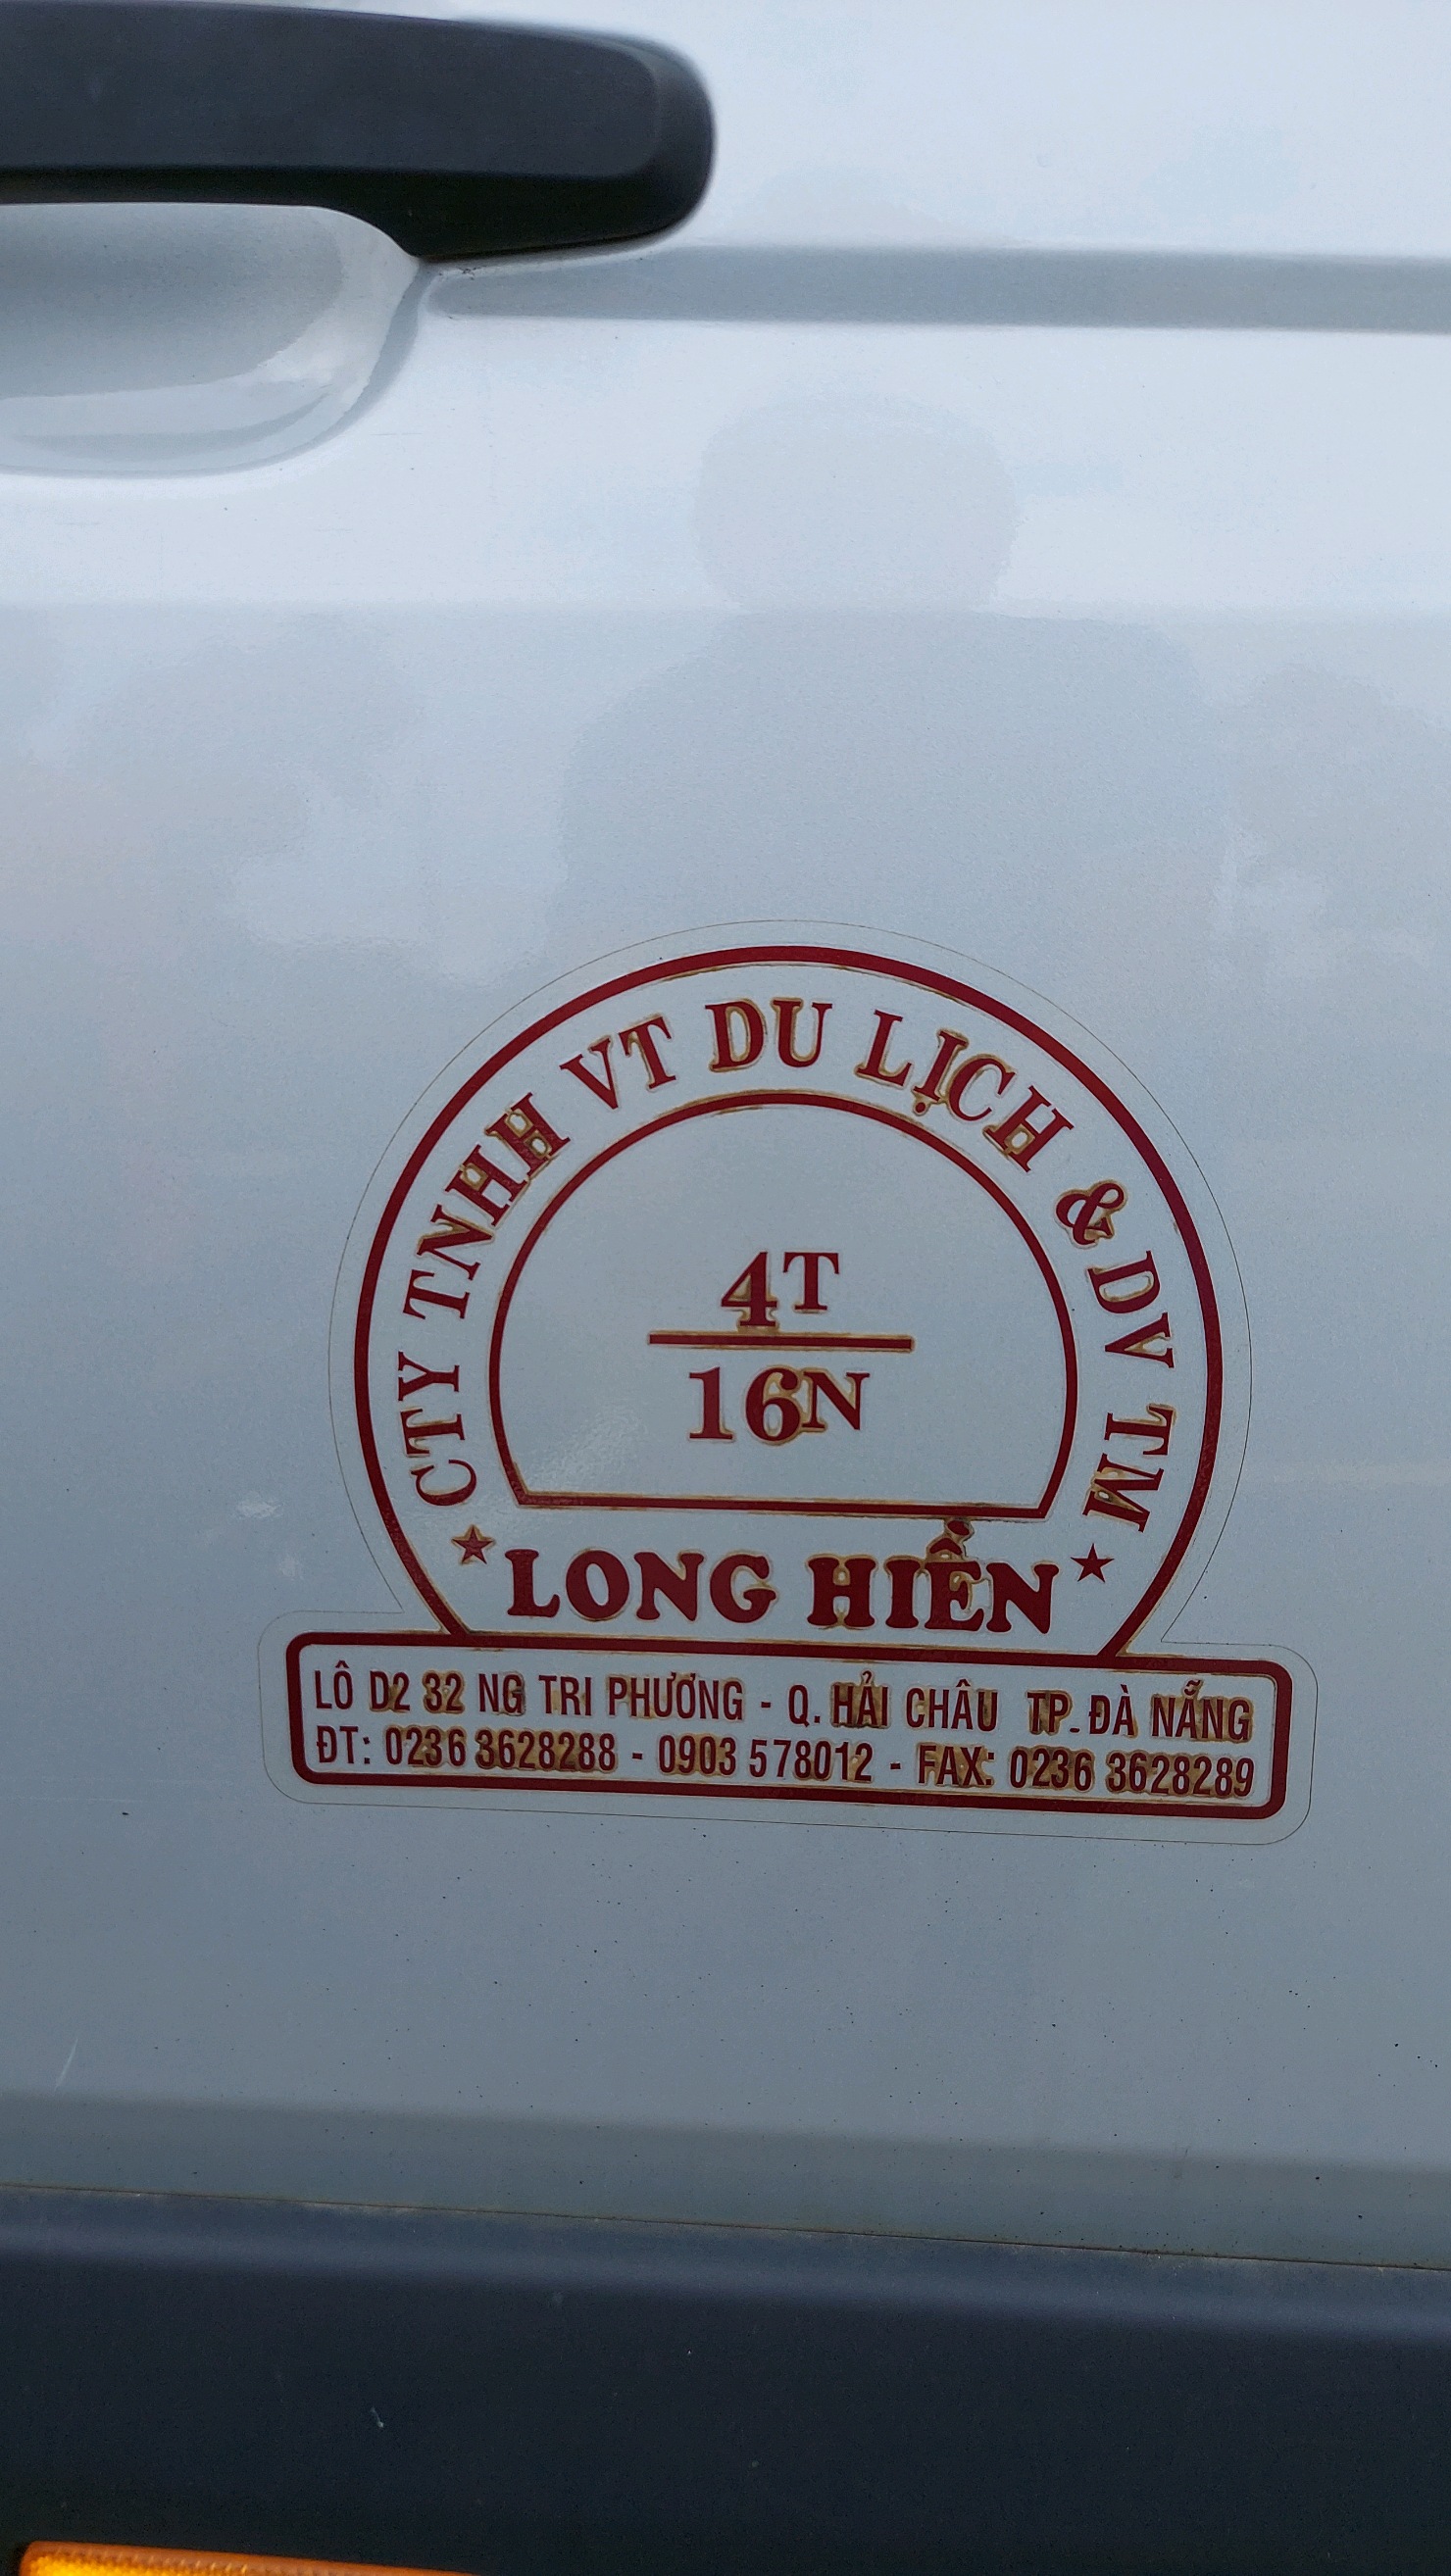 CTY TNHH VT DU LỊCH & DV TM
4T
16N
LONG HIỀN
LÔ D2 32 NG TRI PHƯƠNG - Q. HẢI CHÂU TP. ĐÀ NẴNG
ĐT: 0236 3628288 - 0903 578012 - FAX: 0236 3628289